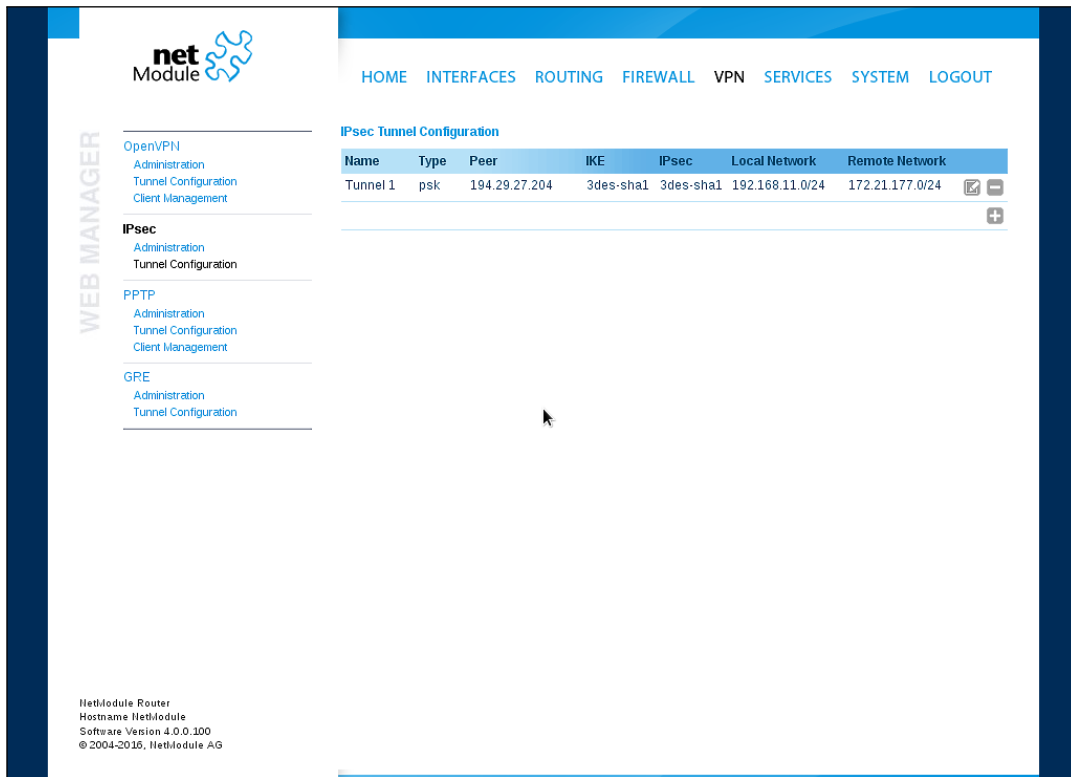 net
Module
HOME INTERFACES ROUTING FIREWALL VPN SERVICES SYSTEM LOGOUT
WEB MANAGER
OpenVPN
Administration
Tunnel Configuration
Client Management
IPsec
Administration
Tunnel Configuration
PPTP
Administration
Tunnel Configuration
Client Management
GRE
Administration
Tunnel Configuration
IPsec Tunnel Configuration
Name Type Peer IKE IPsec Local Network Remote Network
Tunnel 1 psk 194.29.27.204 3des-sha1 3des-sha1 192.168.11.0/24 172.21.177.0/24
NetModule Router
Hostname NetModule
Software Version 4.0.0.100
© 2004-2016, NetModule AG